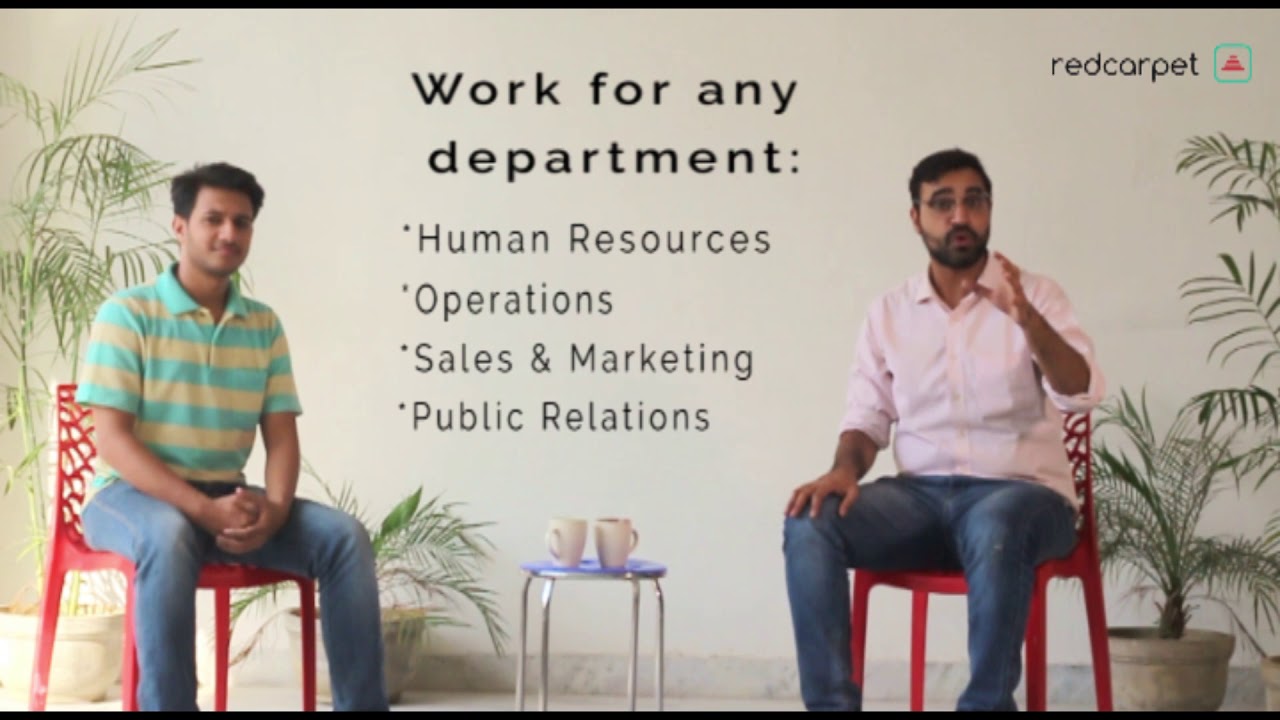 redcarpet
Work for any
department:
*Human Resources
*Operations
*Sales & Marketing
*Public Relations